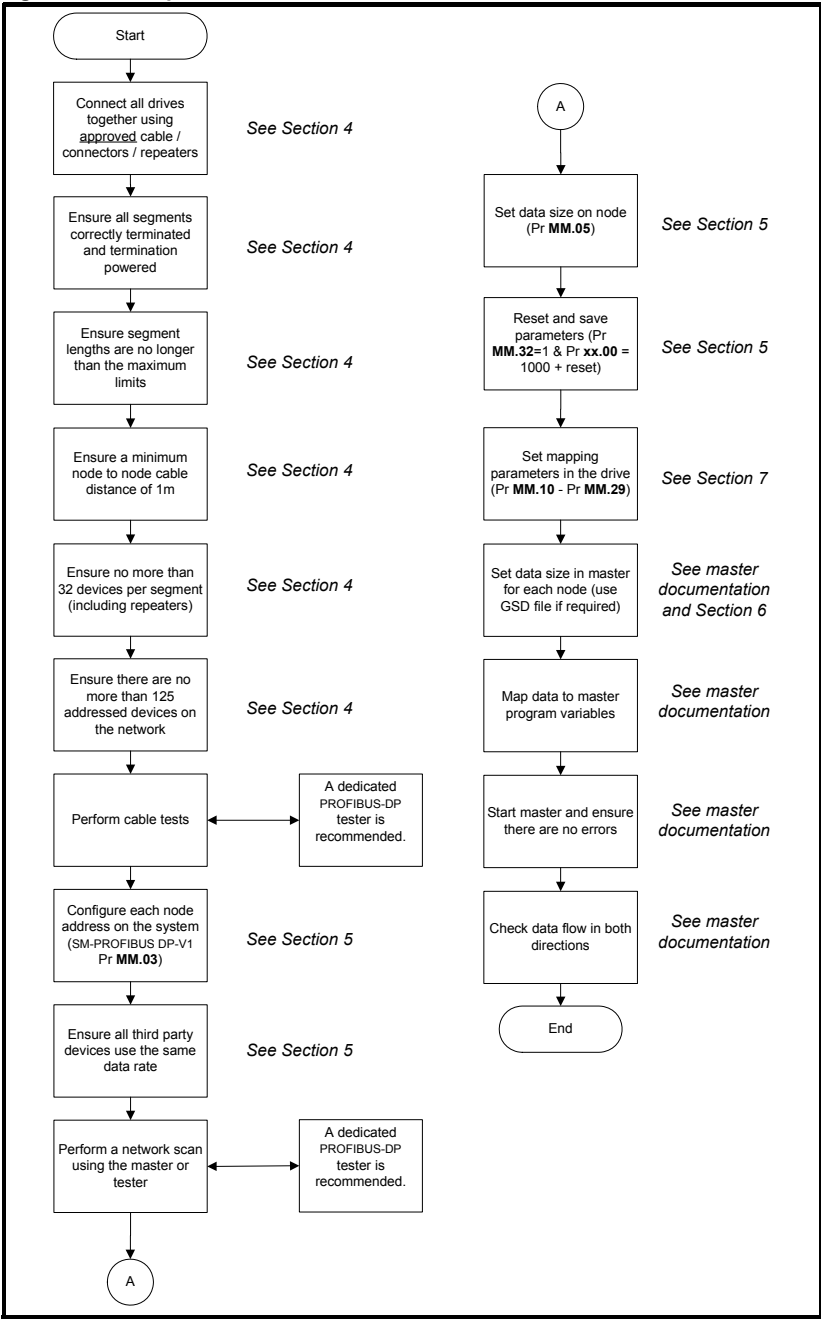 Start
Connect all drives
together using
approved cable /
connectors / repeaters
See Section 4
Ensure all segments
correctly terminated
and termination
powered
See Section 4
Ensure segment
lengths are no longer
than the maximum
limits
See Section 4
Ensure a minimum
node to node cable
distance of 1m
See Section 4
Ensure no more than
32 devices per segment
(including repeaters)
See Section 4
Ensure there are no
more than 125
addressed devices on
the network
See Section 4
Perform cable tests
A dedicated
PROFIBUS-DP
tester is
recommended.
Configure each node
address on the system
(SM-PROFIBUS DP-V1
Pr MM.03)
See Section 5
Ensure all third party
devices use the same
data rate
See Section 5
Perform a network scan
using the master or
tester
A dedicated
PROFIBUS-DP
tester is
recommended.
A
A
Set data size on node
(Pr MM.05)
See Section 5
Reset and save
parameters (Pr
MM.32=1 & Pr xx.00 =
1000 + reset)
See Section 5
Set mapping
parameters in the drive
(Pr MM.10 - Pr MM.29)
See Section 7
Set data size in master
for each node (use
GSD file if required)
See master
documentation
and Section 6
Map data to master
program variables
See master
documentation
Start master and ensure
there are no errors
See master
documentation
Check data flow in both
directions
See master
documentation
End